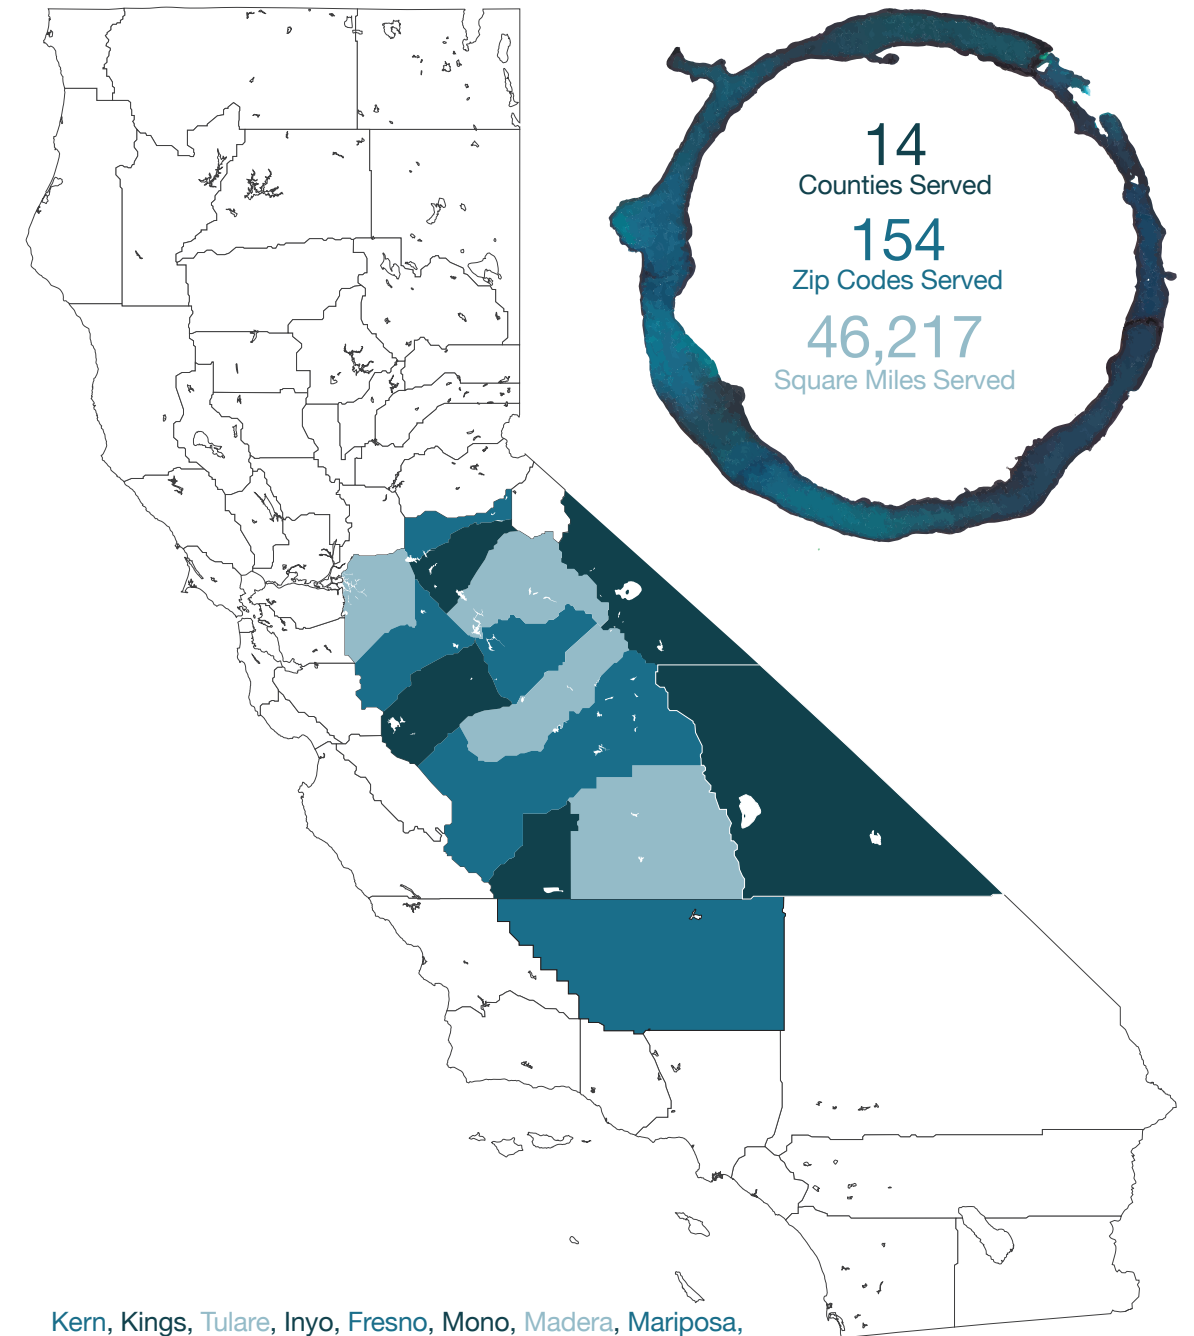 14
Counties Served
154
Zip Codes Served
46,217
Square Miles Served
Kern, Kings, Tulare, Inyo, Fresno, Mono, Madera, Mariposa,